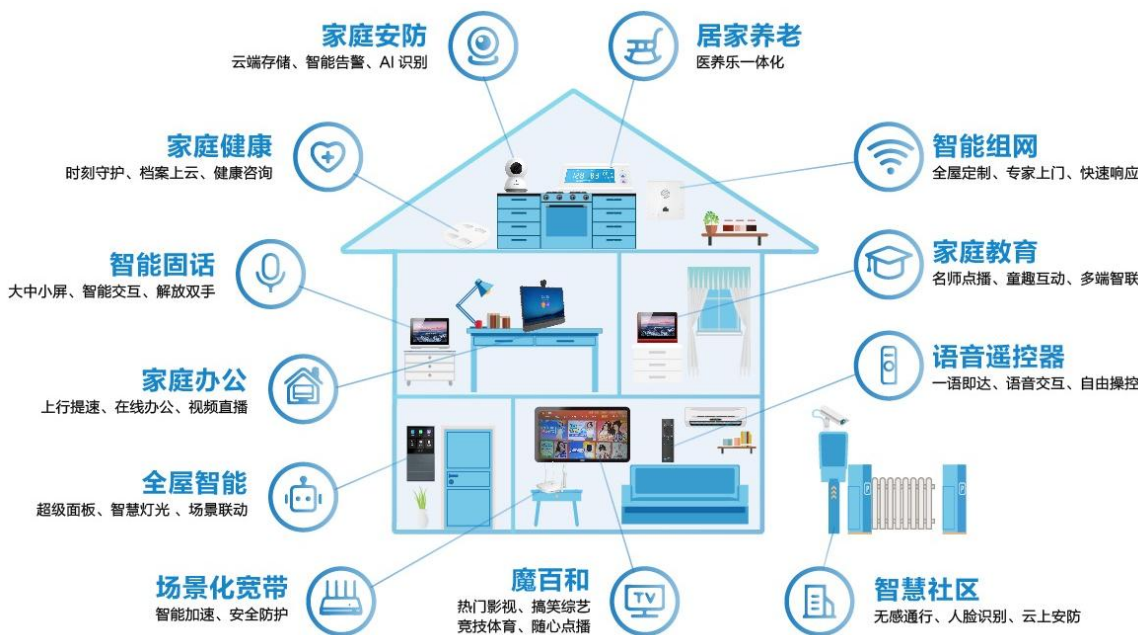 家庭安防
云端存储、智能告警、AI 识别
居家养老
医养乐一体化
家庭健康
时刻守护、档案上云、健康咨询
智能组网
全屋定制、专家上门、快速响应
智能固话
大中小屏、智能交互、解放双手
家庭教育
名师点播、童趣互动、多端智联
家庭办公
上行提速、在线办公、视频直播
语音遥控器
一语即达、语音交互、自由操控
全屋智能
超级面板、智慧灯光 、场景联动
场景化宽带
智能加速、安全防护
魔百和
热门影视、搞笑综艺
竞技体育、随心点播
TV
智慧社区
无感通行、人脸识别、云上安防